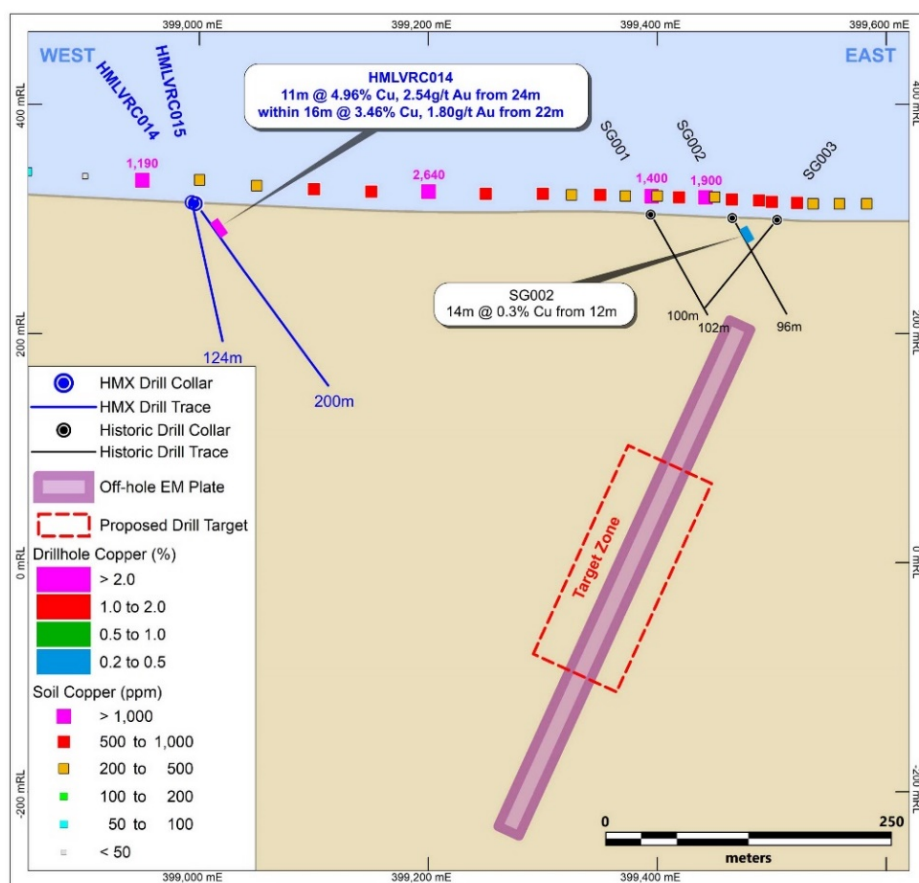 399,000 mE
399,200 mE
399,400 mE
399,600 mE
WEST
EAST
400 mRL
400 mRL
HMLVRC014
HMLVRC015
HMLVRC014
11m @ 4.96% Cu, 2.54g/t Au from 24m
within 16m @ 3.46% Cu, 1.80g/t Au from 22m
SG001
SG002
SG003
1,190
2,640
1,400
1,900
SG002
14m @ 0.3% Cu from 12m
100m
102m
96m
124m
200m
200 mRL
200 mRL
HMX Drill Collar
HMX Drill Trace
Historic Drill Collar
Historic Drill Trace
Off-hole EM Plate
Proposed Drill Target
Drillhole Copper (%)
> 2.0
1.0 to 2.0
0.5 to 1.0
0.2 to 0.5
Soil Copper (ppm)
> 1,000
500 to 1,000
200 to 500
100 to 200
50 to 100
< 50
Target Zone
0 mRL
0 mRL
-200 mRL
-200 mRL
0
250
meters
399,000 mE
399,200 mE
399,400 mE
399,600 mE